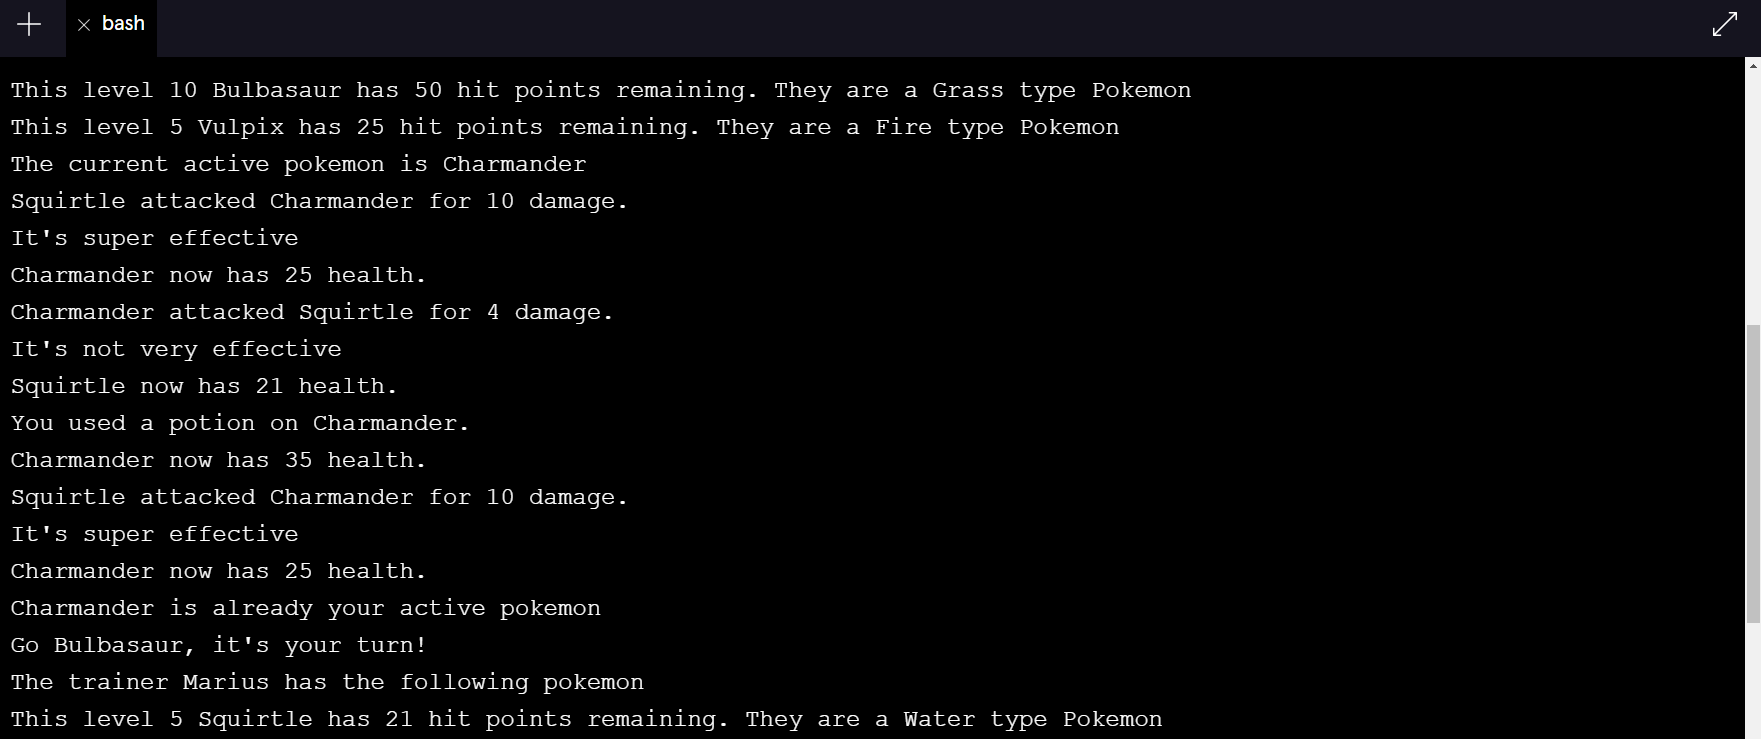 bash
This level 10 Bulbasaur has 50 hit points remaining. They are a Grass type Pokemon
This level 5 Vulpix has 25 hit points remaining. They are a Fire type Pokemon
The current active pokemon is Charmander
Squirtle attacked Charmander for 10 damage.
It's super effective
Charmander now has 25 health.
Charmander attacked Squirtle for 4 damage.
It's not very effective
Squirtle now has 21 health.
You used a potion on Charmander.
Charmander now has 35 health.
Squirtle attacked Charmander for 10 damage.
It's super effective
Charmander now has 25 health.
Charmander is already your active pokemon
Go Bulbasaur, it's your turn!
The trainer Marius has the following pokemon
This level 5 Squirtle has 21 hit points remaining. They are a Water type Pokemon